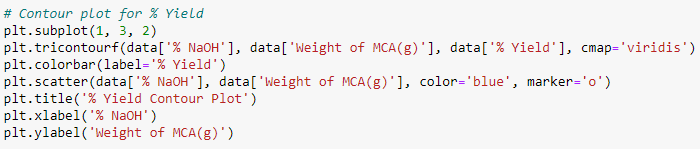 # Contour plot for % Yield
plt.subplot(1, 3, 2)
plt.tricontourf(data['% NaOH'], data['Weight of MCA(g)'], data['% Yield'], cmap='viridis')
plt.colorbar(label='% Yield')
plt.scatter(data['% NaOH'], data['Weight of MCA(g)'], color='blue', marker='o')
plt.title('% Yield Contour Plot')
plt.xlabel('% NaOH')
plt.ylabel('Weight of MCA(g)')